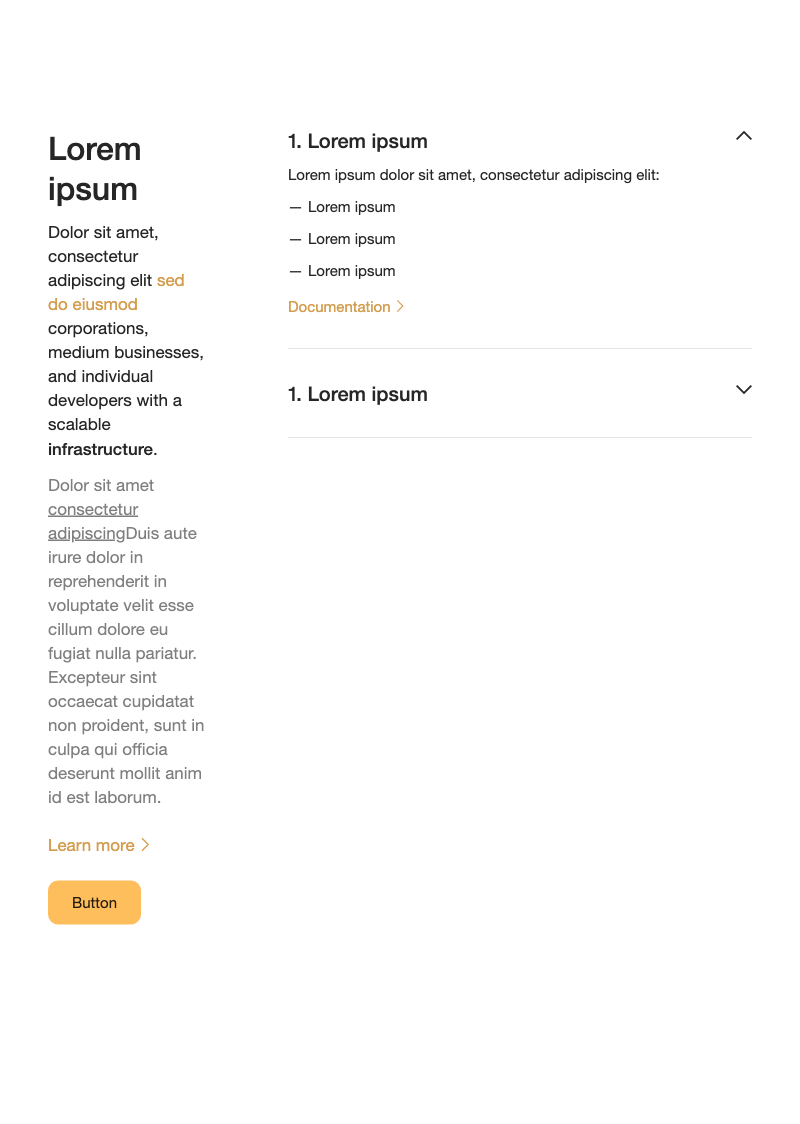 Lorem
ipsum
Dolor sit amet,
consectetur
adipiscing elit sed
do eiusmod
corporations,
medium businesses,
and individual
developers with a
scalable
infrastructure.
Dolor sit amet
consectetur
adipiscingDuis aute
irure dolor in
reprehenderit in
voluptate velit esse
cillum dolore eu
fugiat nulla pariatur.
Excepteur sint
occaecat cupidatat
non proident, sunt in
culpa qui officia
deserunt mollit anim
id est laborum.
Learn more
Button
1. Lorem ipsum
Lorem ipsum dolor sit amet, consectetur adipiscing elit:
— Lorem ipsum
— Lorem ipsum
— Lorem ipsum
Documentation
1. Lorem ipsum